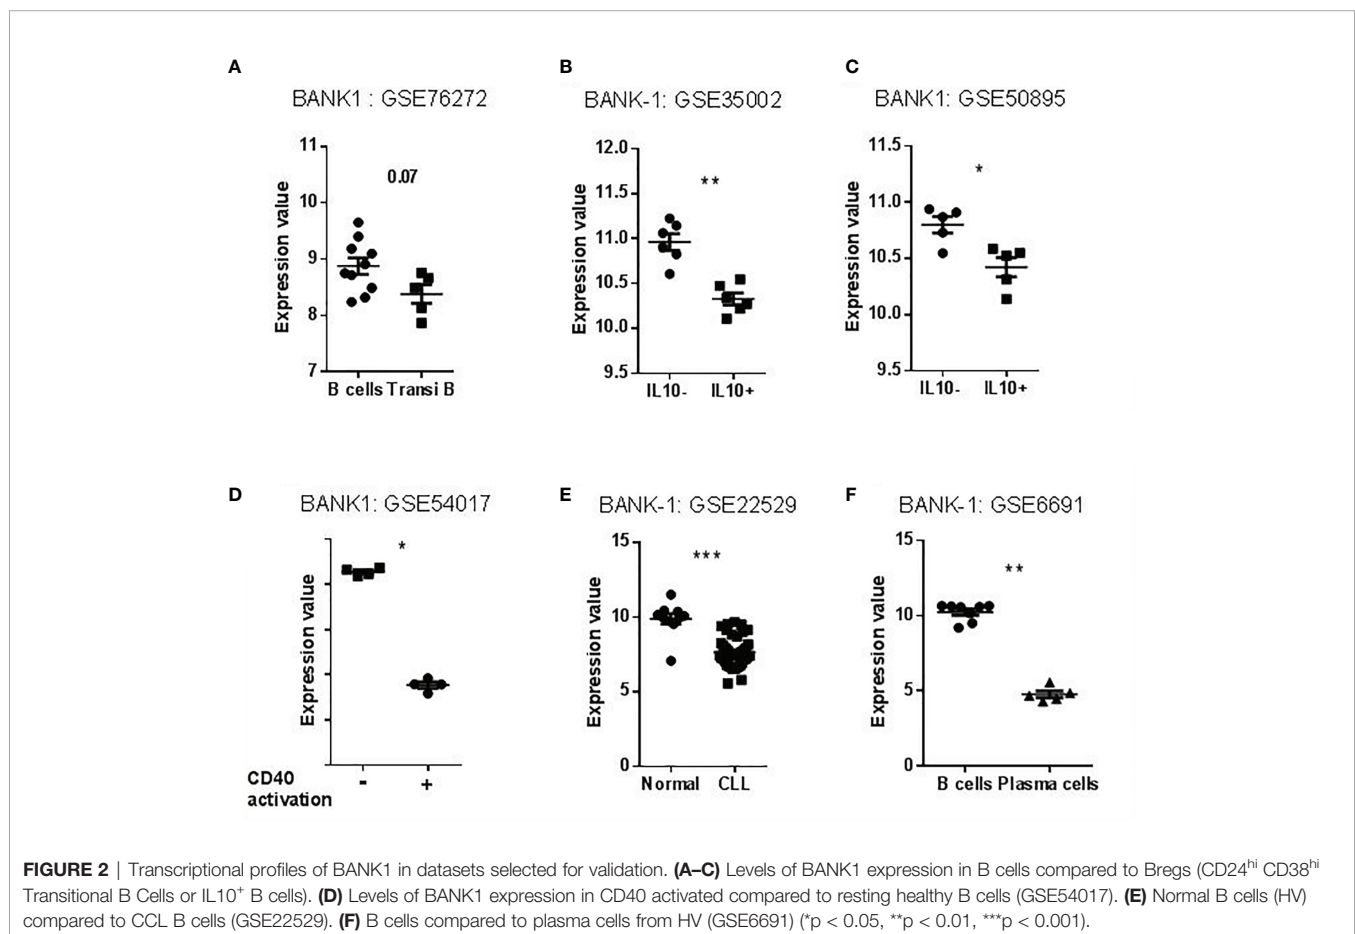 A
BANK1 : GSE76272
Expression value
11
10
9
8
7
0.07
B cells Transi B
B
BANK-1: GSE35002
Expression value
12.0
11.5
11.0
10.5
10.0
9.5
**
IL10- IL10+
C
BANK1: GSE50895
Expression value
11.5
11.0
10.5
10.0
9.5
*
IL10- IL10+
D
BANK1: GSE54017
Expression value
*
CD40 - +
activation
E
BANK-1: GSE22529
Expression value
15
10
5
0
***
Normal CLL
F
BANK-1: GSE6691
Expression value
15
10
5
0
**
B cells Plasma cells
FIGURE 2 | Transcriptional profiles of BANK1 in datasets selected for validation. (A–C) Levels of BANK1 expression in B cells compared to Bregs (CD24hi CD38hi
Transitional B Cells or IL10+ B cells). (D) Levels of BANK1 expression in CD40 activated compared to resting healthy B cells (GSE54017). (E) Normal B cells (HV)
compared to CCL B cells (GSE22529). (F) B cells compared to plasma cells from HV (GSE6691) (*p < 0.05, **p < 0.01, ***p < 0.001).